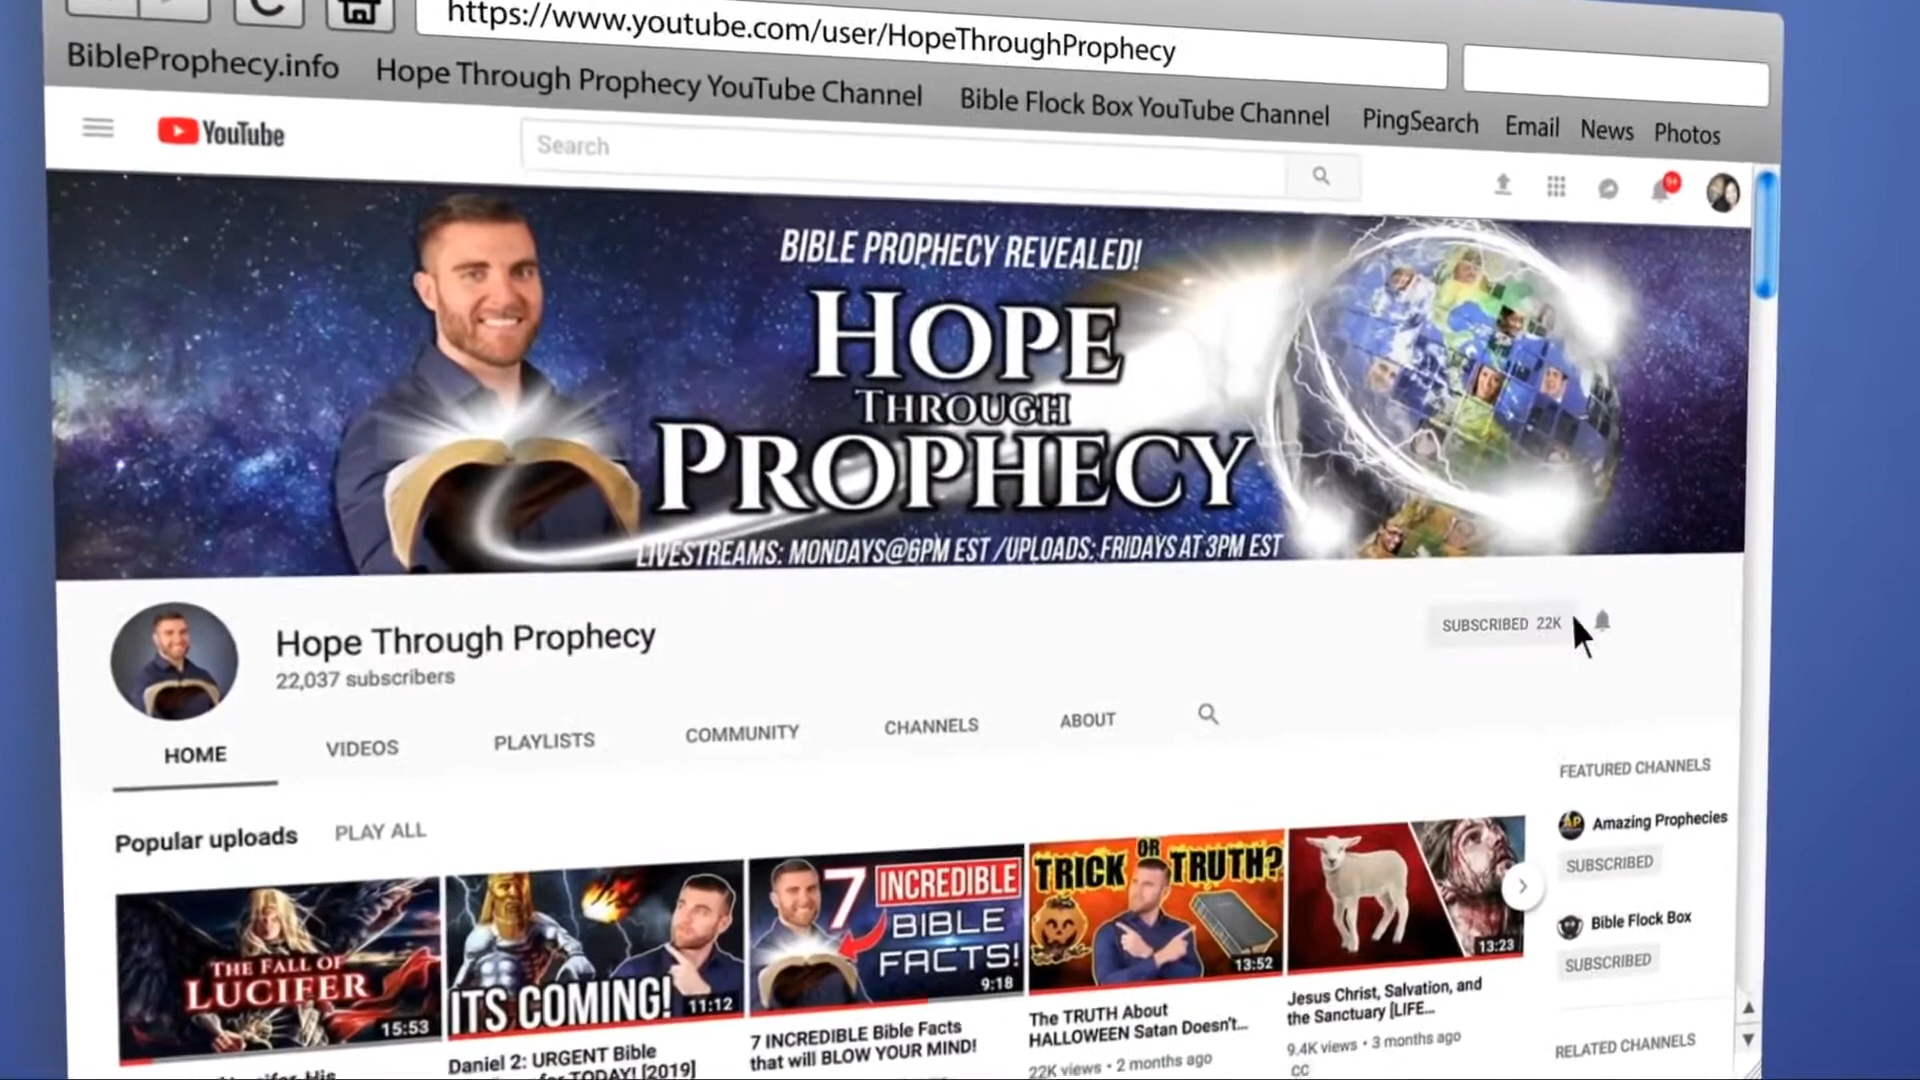 https://www.youtube.com/user/HopeThroughProphecy
BibleProphecy.info Hope Through Prophecy YouTube Channel Bible Flock Box YouTube Channel PingSearch Email News Photos
YouTube
Search
9+
BIBLE PROPHECY REVEALED!
HOPE
THROUGH
PROPHECY
LIVESTREAMS: MONDAYS@6PM EST /UPLOADS: FRIDAYS AT 3PM EST
Hope Through Prophecy
22,037 subscribers
SUBSCRIBED 22K
HOME VIDEOS PLAYLISTS COMMUNITY CHANNELS ABOUT
FEATURED CHANNELS
AP
Amazing Prophecies
SUBSCRIBED
Bible Flock Box
SUBSCRIBED
RELATED CHANNELS
Popular uploads PLAY ALL
THE FALL OF
LUCIFER
15:53
ITS COMING!
11:12
Daniel 2: URGENT Bible
TODAY! [2019]
7 INCREDIBLE
BIBLE
FACTS!
9:18
7 INCREDIBLE Bible Facts
that will BLOW YOUR MIND!
TRICK OR TRUTH?
13:52
The TRUTH About
HALLOWEEN Satan Doesn't...
22K views • 2 months ago
13:23
Jesus Christ, Salvation, and
the Sanctuary [LIFE...
9.4K views • 3 months ago
CC